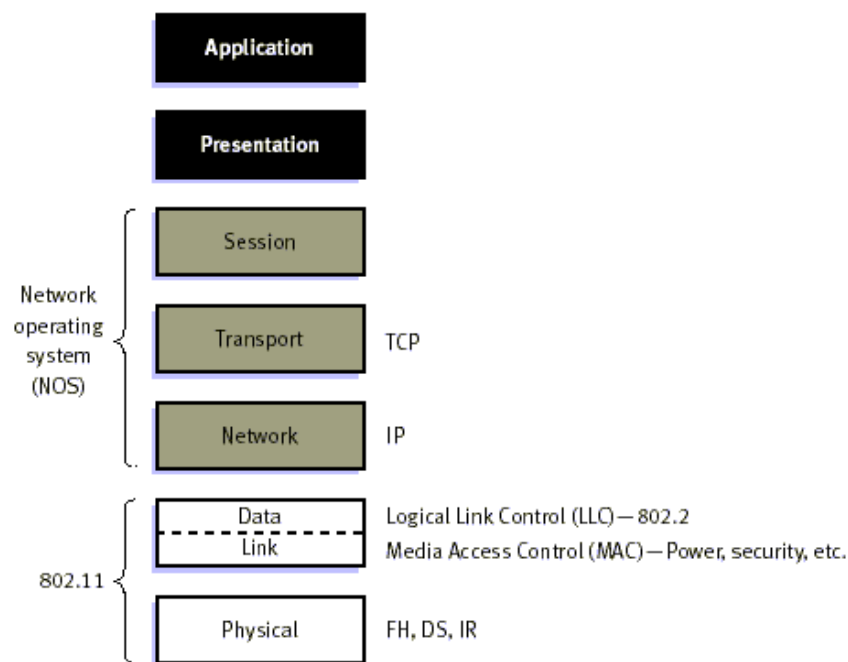 Application
Presentation
Session
Network
operating
system
(NOS)
Transport
TCP
Network
IP
Data
Logical Link Control (LLC)—802.2
Link
Media Access Control (MAC)—Power, security, etc.
802.11
Physical
FH, DS, IR